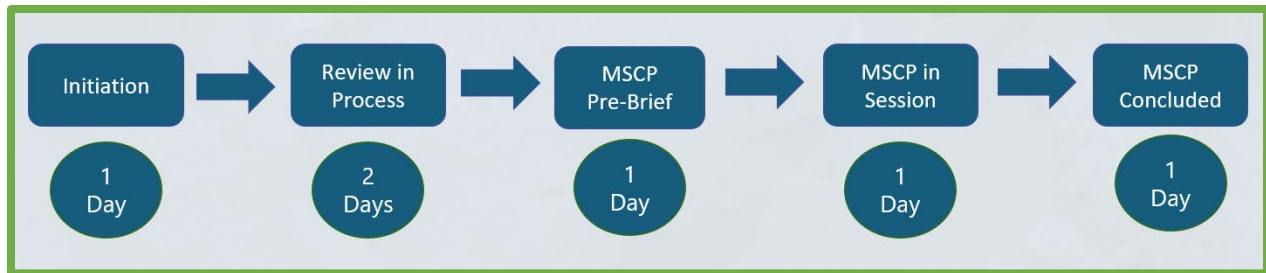 Initiation
Review in
Process
MSCP
Pre-Brief
MSCP in
Session
MSCP
Concluded
1
Day
2
Days
1
Day
1
Day
1
Day